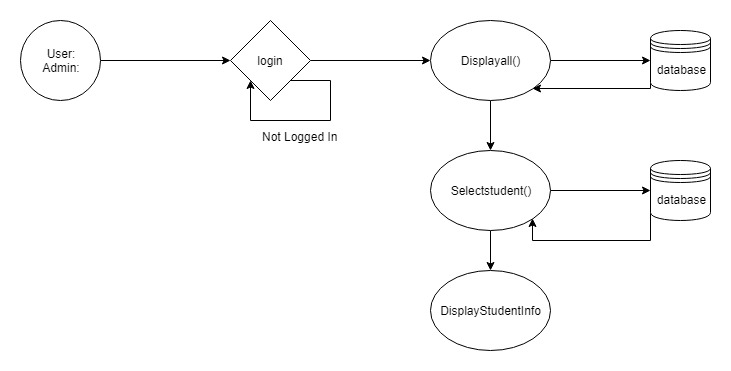 User:
Admin:
login
Displayall()
database
Not Logged In
Selectstudent()
database
DisplayStudentInfo